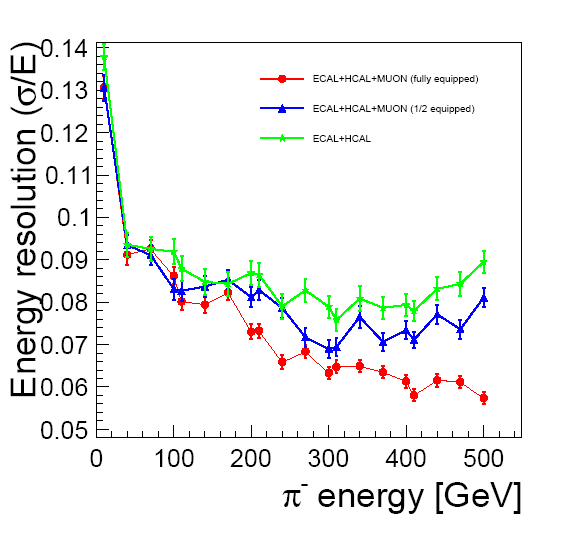 Energy resolution (σ/E)
0.14
0.13
0.12
0.11
0.1
0.09
0.08
0.07
0.06
0.05
ECAL+HCAL+MUON (fully equipped)
ECAL+HCAL+MUON (1/2 equipped)
ECAL+HCAL
0 100 200 300 400 500
π⁻ energy [GeV]